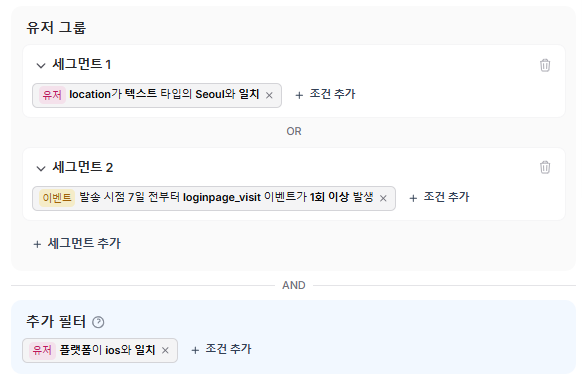 유저 그룹
세그먼트 1
유저 location가 텍스트 타입의 Seoul와 일치 × + 조건 추가
OR
세그먼트 2
이벤트 발송 시점 7일 전부터 loginpage_visit 이벤트가 1회 이상 발생 × + 조건 추가
+ 세그먼트 추가
AND
추가 필터 ?
유저 플랫폼이 ios와 일치 × + 조건 추가